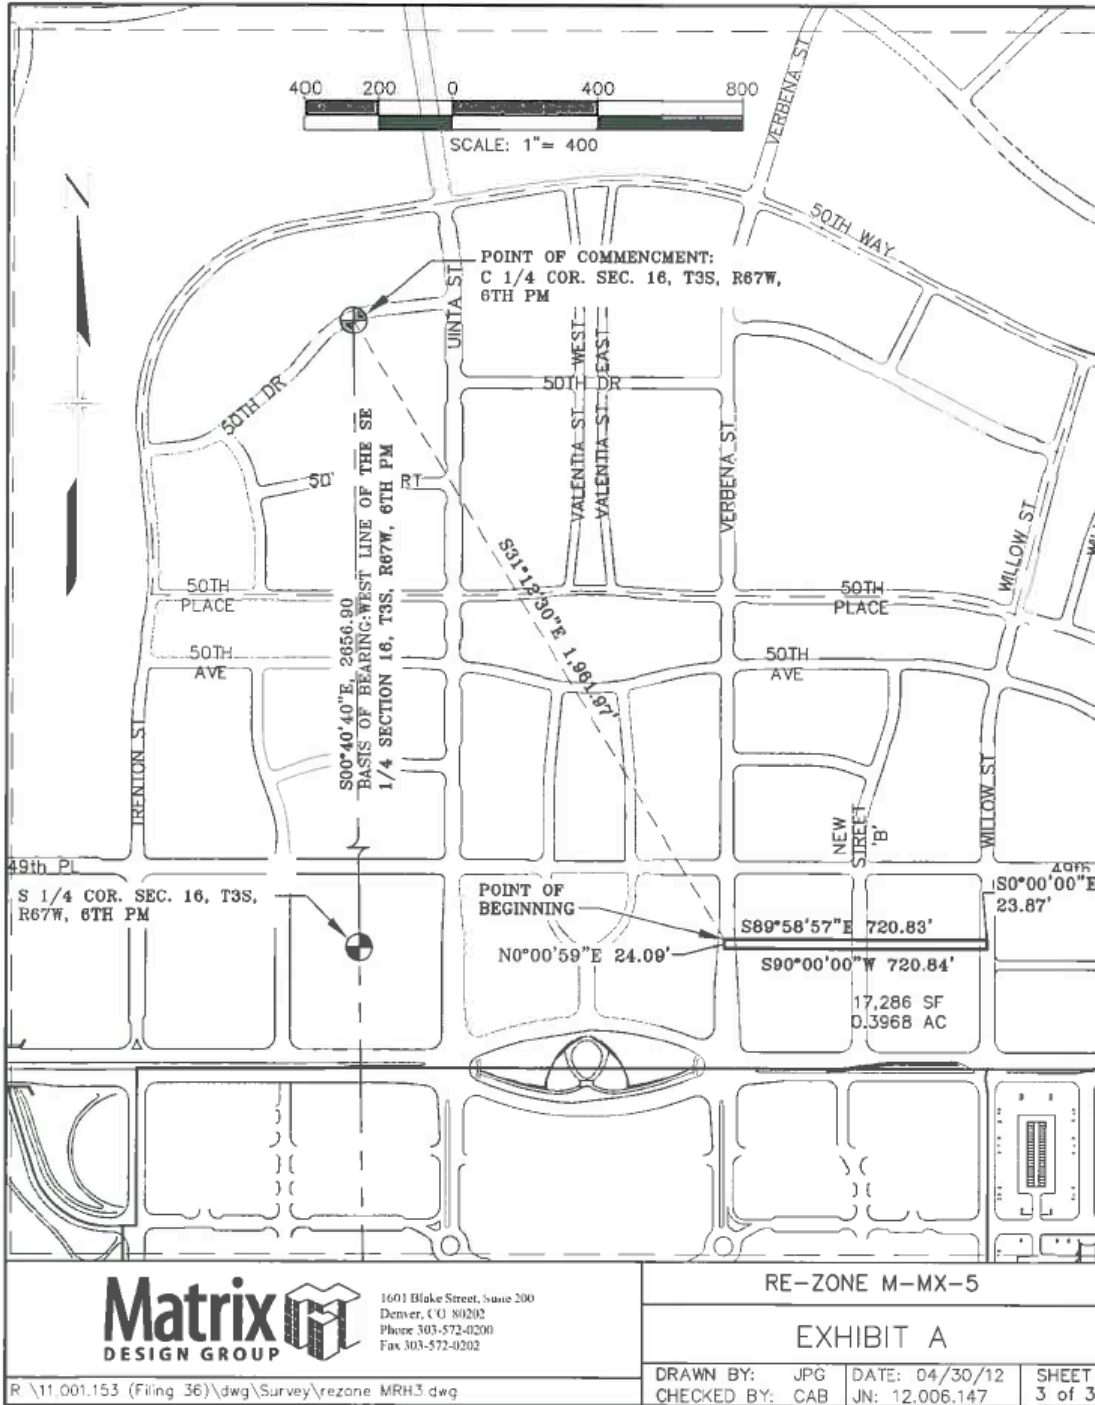 400 200 0 400 800
SCALE: 1"= 400
N
VERBENA ST
50TH WAY
POINT OF COMMENCMENT:
C 1/4 COR. SEC. 16, T3S, R67W,
6TH PM
UINTA ST
VALENTIA ST WEST
VALENTIA ST EAST
50TH DR
50TH DR
VERBENA ST
S00°40'40"E, 2656.90
BASIS OF BEARING: WEST LINE OF THE SE
1/4 SECTION 16, T3S, R67W, 6TH PM
RT
S31°12'30"E 1,961.97'
WILLOW ST
50TH
PLACE
50TH
PLACE
50TH
AVE
50TH
AVE
TRENTON ST
NEW
STREET
'B'
WILLOW ST
49th PL
49th
S 1/4 COR. SEC. 16, T3S,
R67W, 6TH PM
POINT OF
BEGINNING
S0°00'00"E
23.87'
S89°58'57"E 720.83'
N0°00'59"E 24.09'
S90°00'00"W 720.84'
17,286 SF
0.3968 AC
Matrix
DESIGN GROUP
1601 Blake Street, Suite 200
Denver, CO 80202
Phone 303-572-0200
Fax 303-572-0202
R \11.001.153 (Filing 36)\dwg\Survey\rezone MRH3.dwg
RE-ZONE M-MX-5
EXHIBIT A
DRAWN BY: JPG DATE: 04/30/12 SHEET
CHECKED BY: CAB JN: 12.006.147 3 of 3